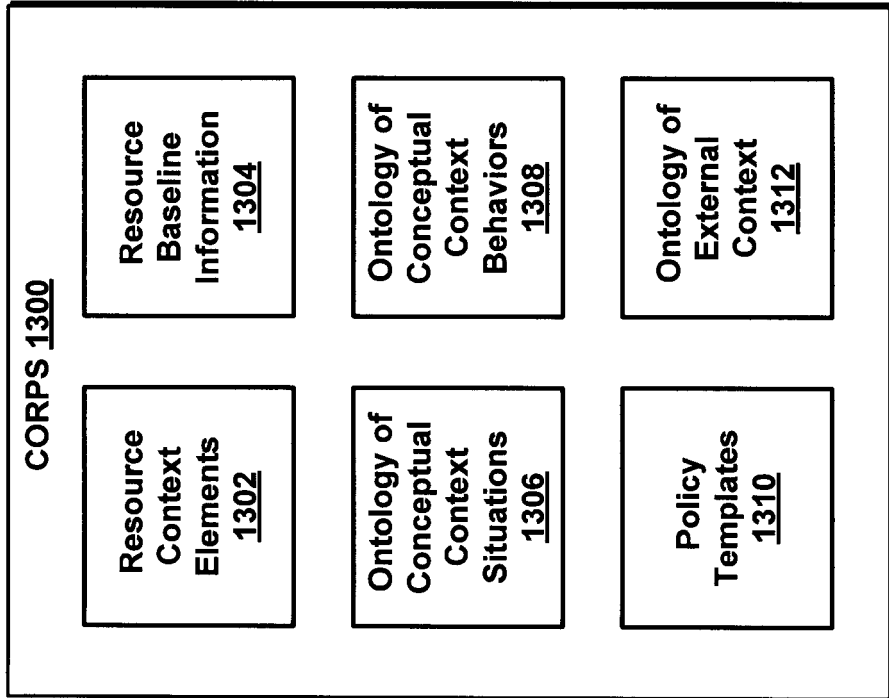 CORPS 1300
Resource
Context
Elements
1302
Resource
Baseline
Information
1304
Ontology of
Conceptual
Context
Situations
1306
Ontology of
Conceptual
Context
Behaviors
1308
Policy
Templates
1310
Ontology of
External
Context
1312